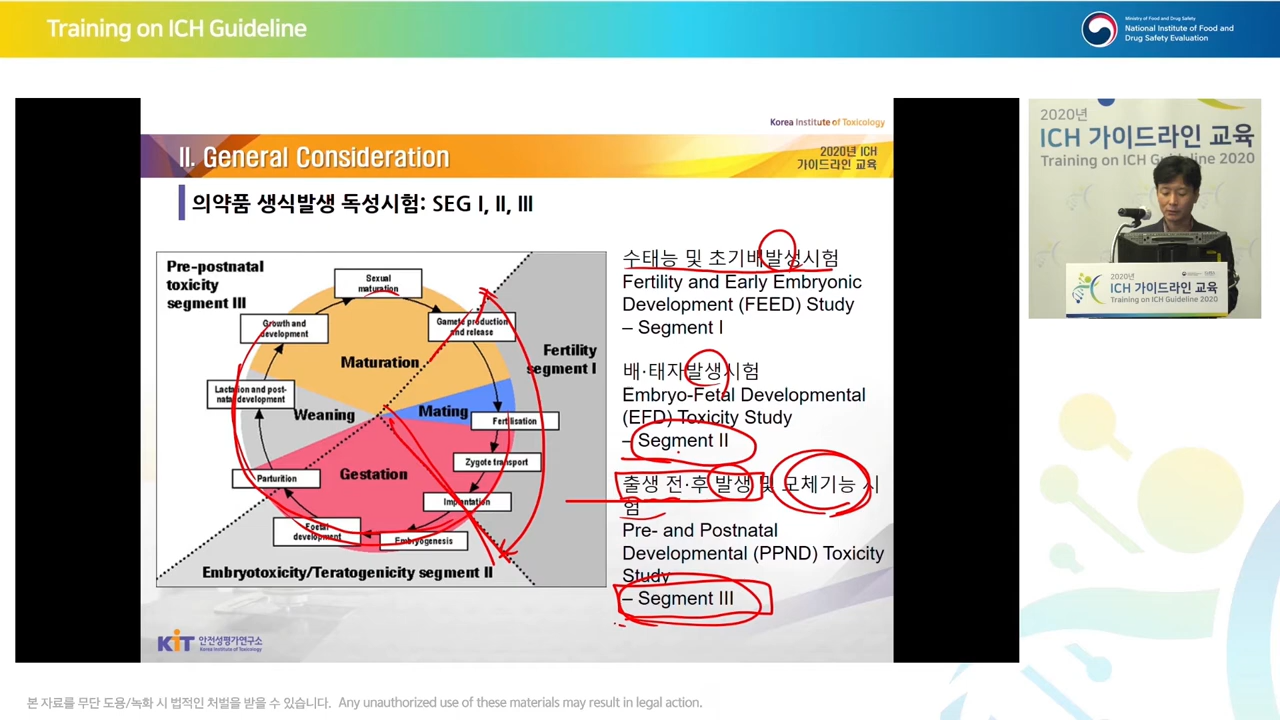 Training on ICH Guideline
Ministry of Food and Drug Safety
National Institute of Food and
Drug Safety Evaluation
Korea Institute of Toxicology
II. General Consideration
2020년 ICH
가이드라인 교육
의약품 생식발생 독성시험: SEG I, II, III
Pre-postnatal
toxicity
segment III
Sexual
maturation
Growth and
development
Gamete production
and release
Maturation
Fertility
segment I
Lactation and post-
natal development
Weaning
Mating
Fertilisation
Gestation
Zygote transport
Parturition
Implantation
Foetal
development
Embryogenesis
Embryotoxicity/Teratogenicity segment II
수태능 및 초기배발생시험
Fertility and Early Embryonic
Development (FEED) Study
– Segment I
배·태자발생시험
Embryo-Fetal Developmental
(EFD) Toxicity Study
– Segment II
출생 전·후 발생 및 모체기능 시
험
Pre- and Postnatal
Developmental (PPND) Toxicity
Study
– Segment III
KIT 안전성평가연구소
Korea Institute of Toxicology
2020년
ICH 가이드라인 교육
Training on ICH Guideline 2020
2020년
ICH 가이드라인 교육
Training on ICH Guideline 2020
본 자료를 무단 도용/녹화 시 법적인 처벌을 받을 수 있습니다. Any unauthorized use of these materials may result in legal action.